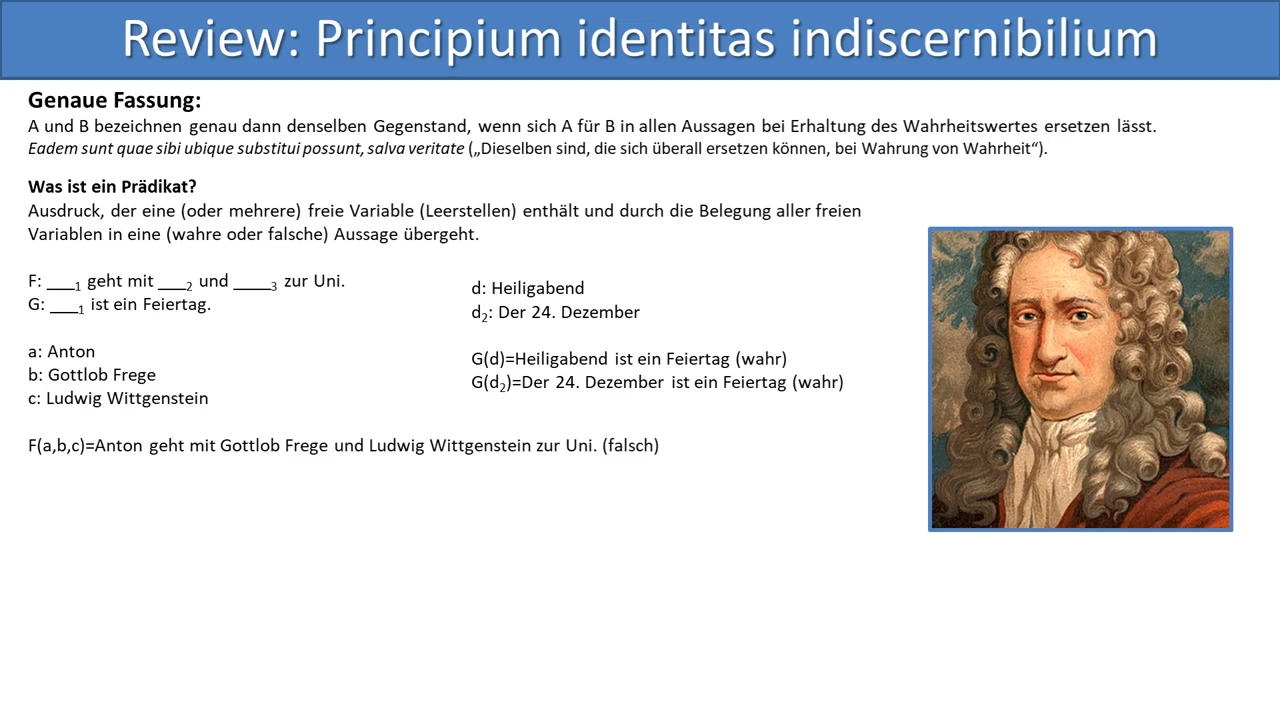 Review: Principium identitas indiscernibilium
Genaue Fassung:
A und B bezeichnen genau dann denselben Gegenstand, wenn sich A für B in allen Aussagen bei Erhaltung des Wahrheitswertes ersetzen lässt.
Eadem sunt quae sibi ubique substitui possunt, salva veritate („Dieselben sind, die sich überall ersetzen können, bei Wahrung von Wahrheit“).
Was ist ein Prädikat?
Ausdruck, der eine (oder mehrere) freie Variable (Leerstellen) enthält und durch die Belegung aller freien
Variablen in eine (wahre oder falsche) Aussage übergeht.
F: ___₁ geht mit ___₂ und ____₃ zur Uni.
G: ___₁ ist ein Feiertag.
a: Anton
b: Gottlob Frege
c: Ludwig Wittgenstein
d: Heiligabend
d₂: Der 24. Dezember
G(d)=Heiligabend ist ein Feiertag (wahr)
G(d₂)=Der 24. Dezember ist ein Feiertag (wahr)
F(a,b,c)=Anton geht mit Gottlob Frege und Ludwig Wittgenstein zur Uni. (falsch)